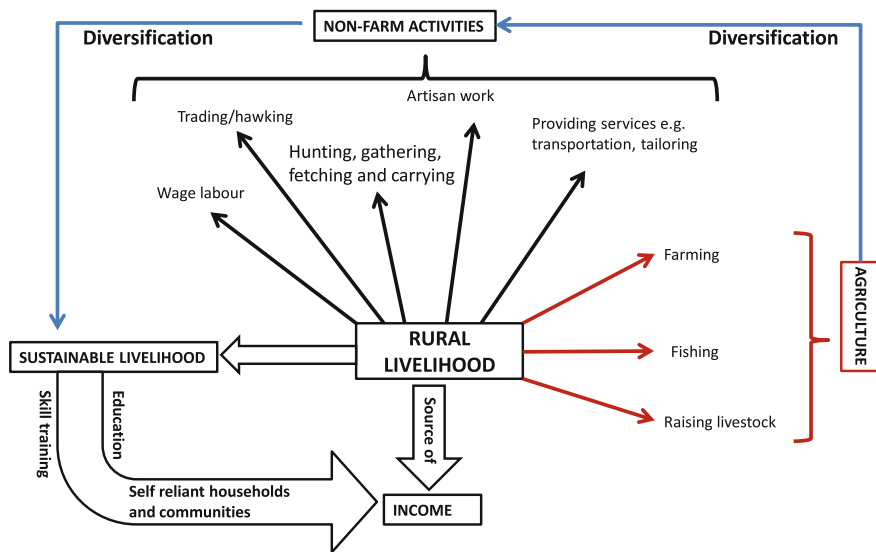 NON-FARM ACTIVITIES
Diversification
Diversification
Artisan work
Trading/hawking
Providing services e.g.
transportation, tailoring
Hunting, gathering,
fetching and carrying
Wage labour
Farming
AGRICULTURE
RURAL
LIVELIHOOD
SUSTAINABLE LIVELIHOOD
Fishing
Raising livestock
Skill training
Education
Source of
Self reliant households
and communities
INCOME